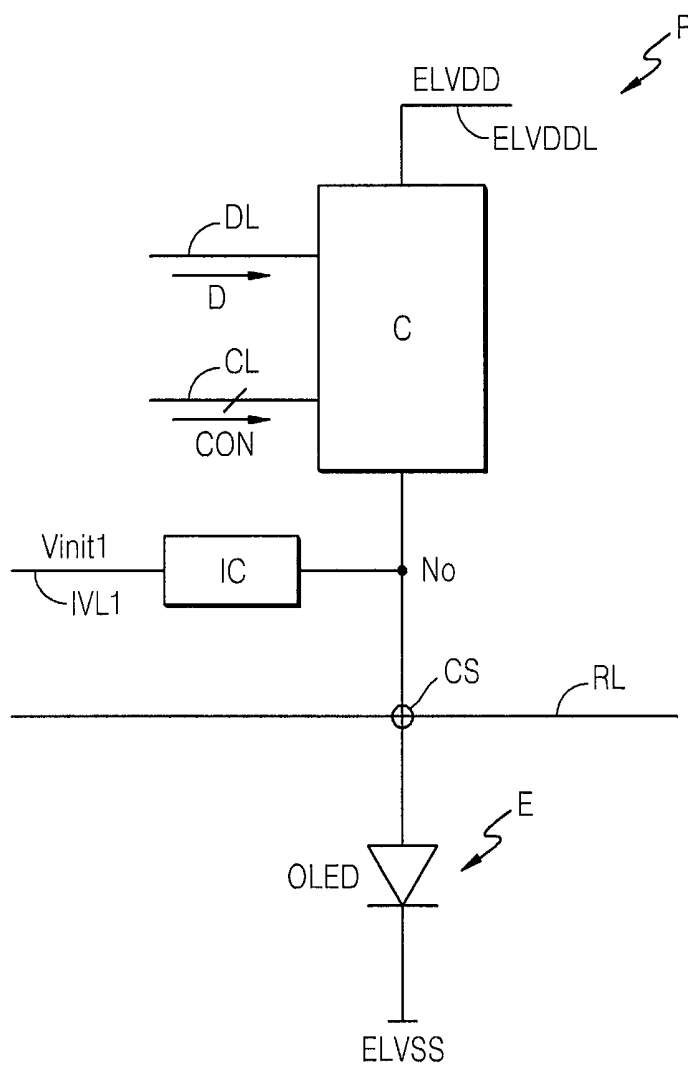 P
ELVDD
ELVDDL
DL
D
C
CL
CON
Vinit1
IC
No
IVL1
CS
RL
E
OLED
ELVSS